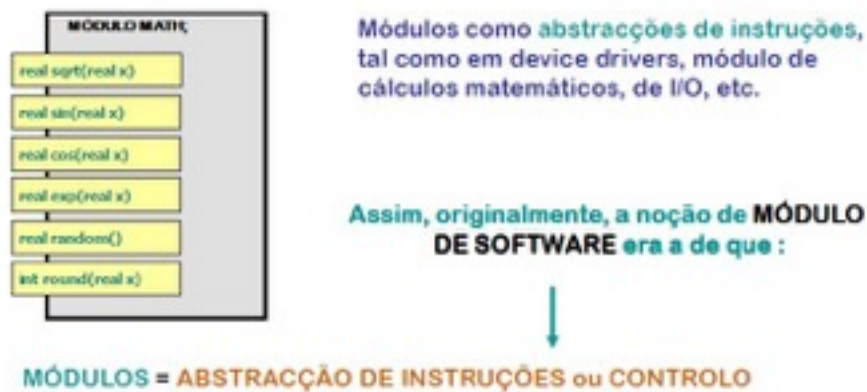 MÓDULO MATH;
real sqrt(real x)
real sin(real x)
real cos(real x)
real exp(real x)
real random()
int round(real x)
Módulos como abstracções de instruções,
tal como em device drivers, módulo de
cálculos matemáticos, de I/O, etc.
Assim, originalmente, a noção de MÓDULO
DE SOFTWARE era a de que :
MÓDULOS = ABSTRACÇÃO DE INSTRUÇÕES ou CONTROLO